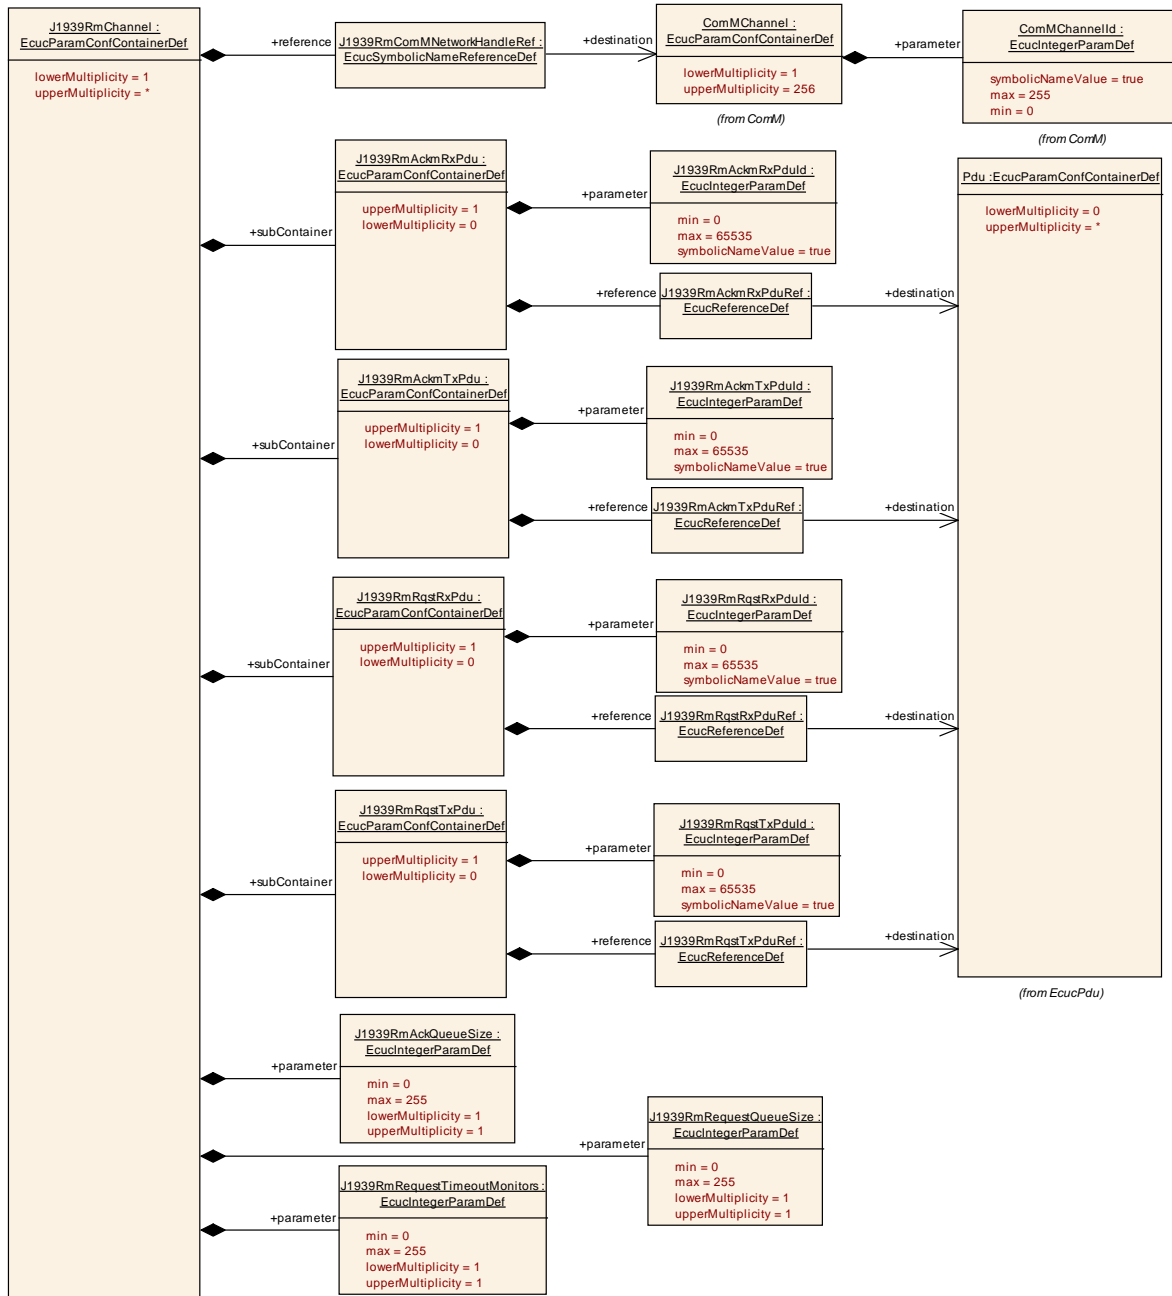 J1939RmChannel :
EcucParamConfContainerDef
lowerMultiplicity = 1
upperMultiplicity = *
+reference
J1939RmComMNetworkHandleRef :
EcucSymbolicNameReferenceDef
+destination
ComMChannel :
EcucParamConfContainerDef
lowerMultiplicity = 1
upperMultiplicity = 256
(from ComM)
+parameter
ComMChannelId :
EcucIntegerParamDef
symbolicNameValue = true
max = 255
min = 0
(from ComM)
+subContainer
J1939RmAckmRxPdu :
EcucParamConfContainerDef
upperMultiplicity = 1
lowerMultiplicity = 0
+parameter
J1939RmAckmRxPduId :
EcucIntegerParamDef
min = 0
max = 65535
symbolicNameValue = true
+reference
J1939RmAckmRxPduRef :
EcucReferenceDef
+destination
Pdu :EcucParamConfContainerDef
lowerMultiplicity = 0
upperMultiplicity = *
+subContainer
J1939RmAckmTxPdu :
EcucParamConfContainerDef
upperMultiplicity = 1
lowerMultiplicity = 0
+parameter
J1939RmAckmTxPduId :
EcucIntegerParamDef
min = 0
max = 65535
symbolicNameValue = true
+reference
J1939RmAckmTxPduRef :
EcucReferenceDef
+destination
+subContainer
J1939RmRqstRxPdu :
EcucParamConfContainerDef
upperMultiplicity = 1
lowerMultiplicity = 0
+parameter
J1939RmRqstRxPduId :
EcucIntegerParamDef
min = 0
max = 65535
symbolicNameValue = true
+reference
J1939RmRqstRxPduRef :
EcucReferenceDef
+destination
+subContainer
J1939RmRqstTxPdu :
EcucParamConfContainerDef
upperMultiplicity = 1
lowerMultiplicity = 0
+parameter
J1939RmRqstTxPduId :
EcucIntegerParamDef
min = 0
max = 65535
symbolicNameValue = true
+reference
J1939RmRqstTxPduRef :
EcucReferenceDef
+destination
(from EcucPdu)
+parameter
J1939RmAckQueueSize :
EcucIntegerParamDef
min = 0
max = 255
lowerMultiplicity = 1
upperMultiplicity = 1
+parameter
J1939RmRequestQueueSize :
EcucIntegerParamDef
min = 0
max = 255
lowerMultiplicity = 1
upperMultiplicity = 1
+parameter
J1939RmRequestTimeoutMonitors :
EcucIntegerParamDef
min = 0
max = 255
lowerMultiplicity = 1
upperMultiplicity = 1